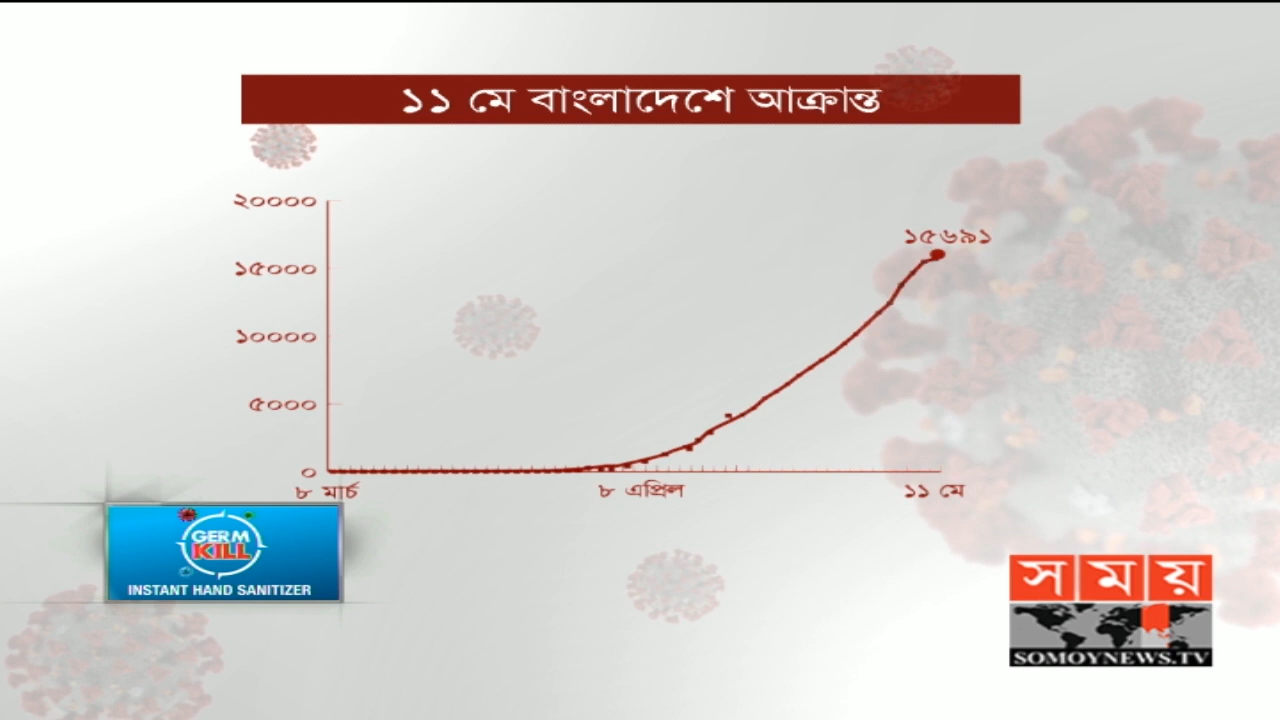 ১১ মে বাংলাদেশে আক্রান্ত
২০০০০
১৫৬৯১
১৫০০০
১০০০০
৫০০০
০
৮ মার্চ
৮ এপ্রিল
১১ মে
GERM
KILL
INSTANT HAND SANITIZER
সময়
SOMOYNEWS.TV